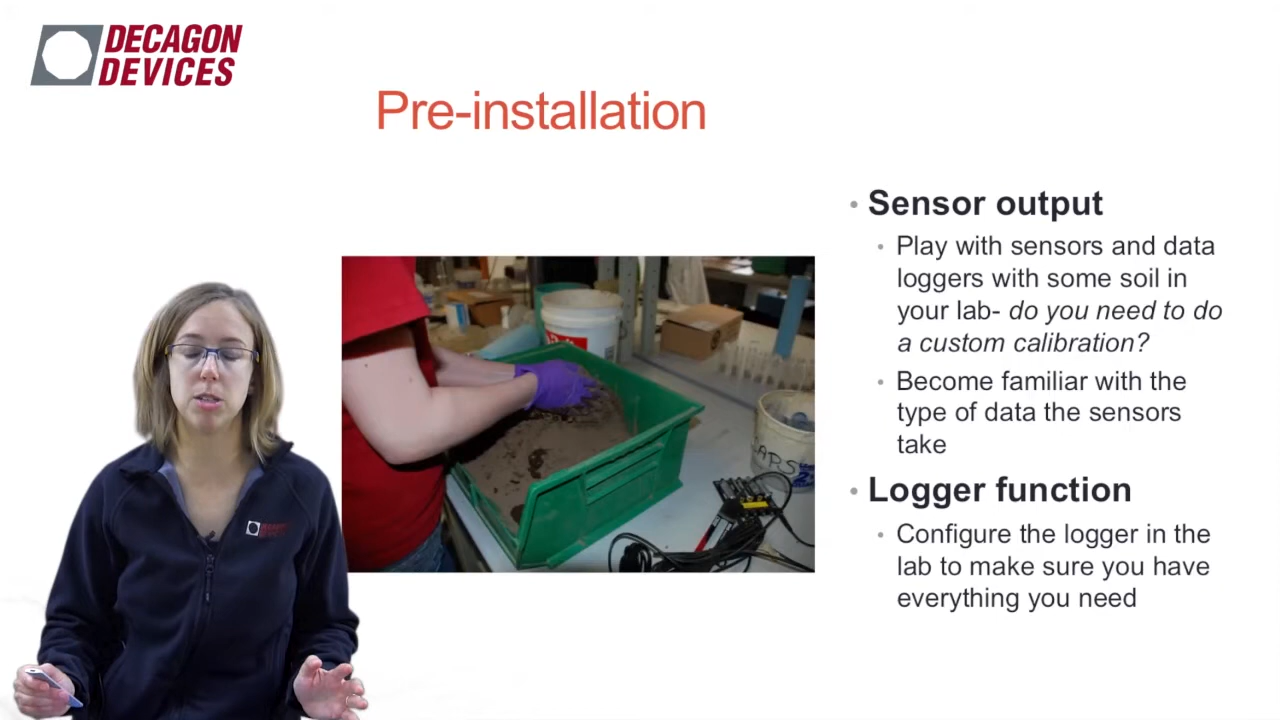 DECAGON
DEVICES
Pre-installation
• Sensor output
• Play with sensors and data
loggers with some soil in
your lab- do you need to do
a custom calibration?
• Become familiar with the
type of data the sensors
take
• Logger function
• Configure the logger in the
lab to make sure you have
everything you need
DECAGON
DEVICES